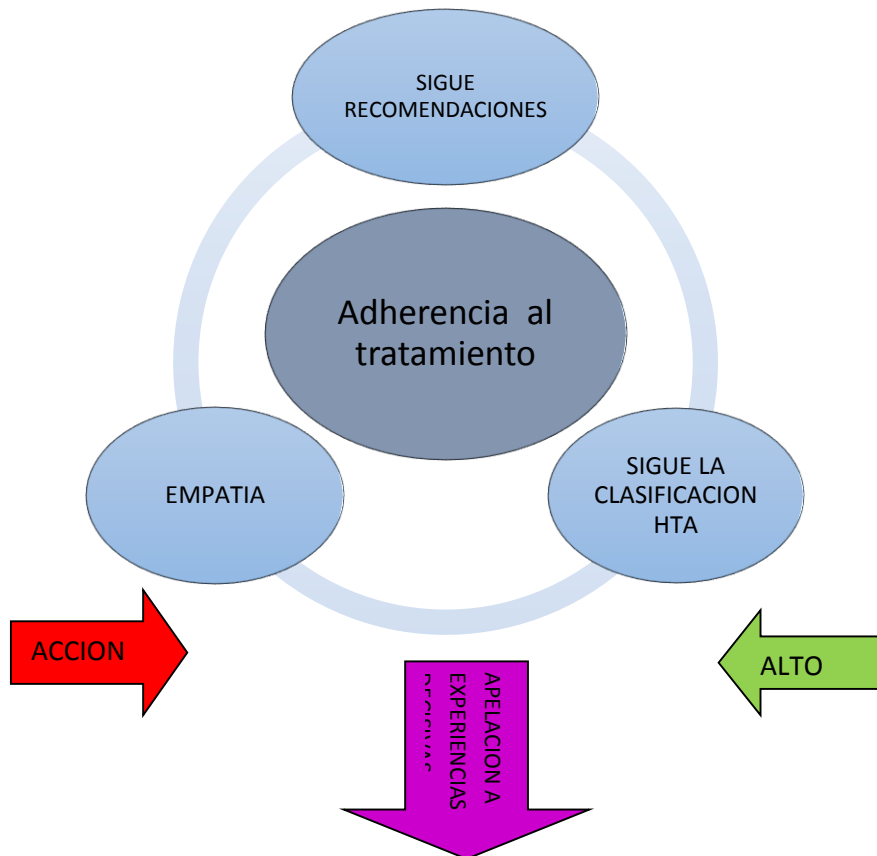 SIGUE
RECOMENDACIONES
Adherencia al
tratamiento
EMPATIA
SIGUE LA
CLASIFICACION
HTA
ACCION
ALTO
APELACION A
EXPERIENCIAS